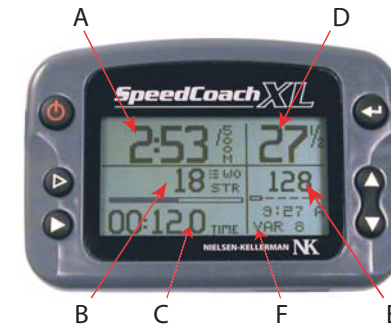 A D
SpeedCoach XL
2:53 /500M 27 1/2
18 WO STR 128
00:12.0 TIME 9:27 A
VAR 8
NIELSEN-KELLERMAN NK
B C F E